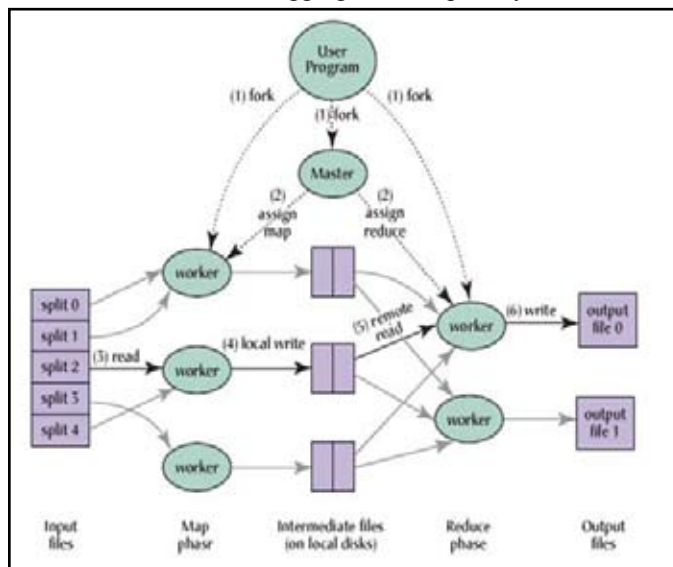 User
Program
(1) fork
(1) fork
(1) fork
Master
(2)
assign
map
(2)
assign
reduce
worker
split 0
split 1
split 2
split 3
split 4
(3) read
worker
(4) local write
(5) remote
read
worker
(6) write
output
file 0
worker
worker
output
file 1
Input
files
Map
phasr
Intermediate files
(on local disks)
Reduce
phase
Output
files